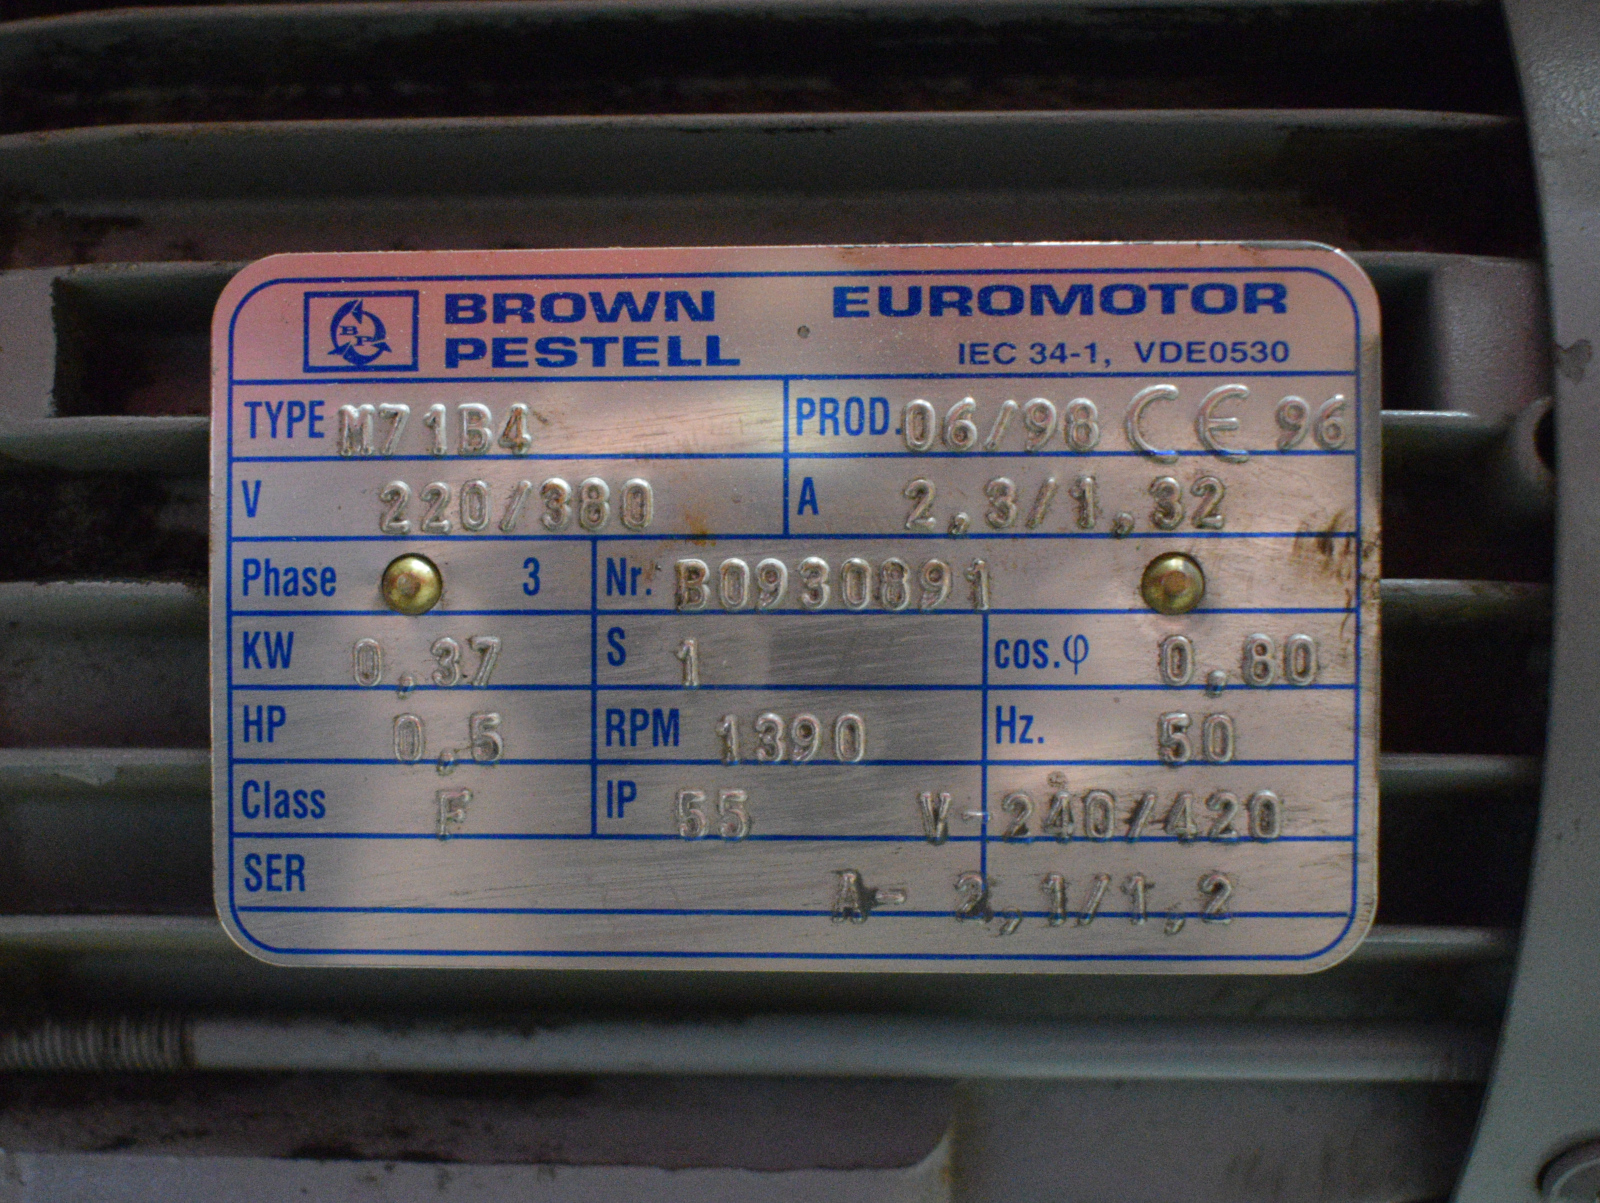 BP
BROWN PESTELL
EUROMOTOR
IEC 34-1, VDE0530
TYPE M71B4 PROD. 06/98 CE 96
V 220/380 A 2,3/1,32
Phase 3 Nr. B0930891
KW 0,37 S 1 cos.φ 0,80
HP 0,5 RPM 1390 Hz. 50
Class F IP 55 V-240/420
SER A- 2,1/1,2